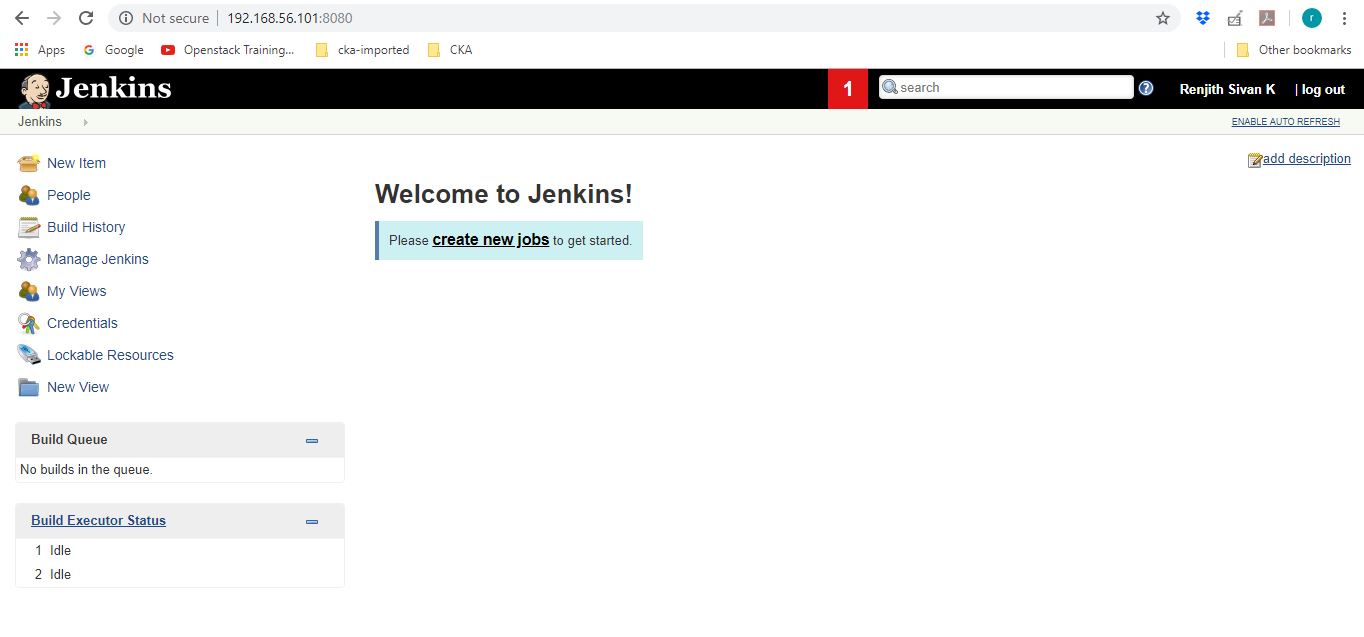 Not secure | 192.168.56.101:8080
Apps Google Openstack Training... cka-imported CKA Other bookmarks
r
Jenkins 1 search ? Renjith Sivan K | log out
Jenkins ENABLE AUTO REFRESH
New Item
add description
People
Welcome to Jenkins!
Build History
Please create new jobs to get started.
Manage Jenkins
My Views
Credentials
Lockable Resources
New View
Build Queue
No builds in the queue.
Build Executor Status
1 Idle
2 Idle